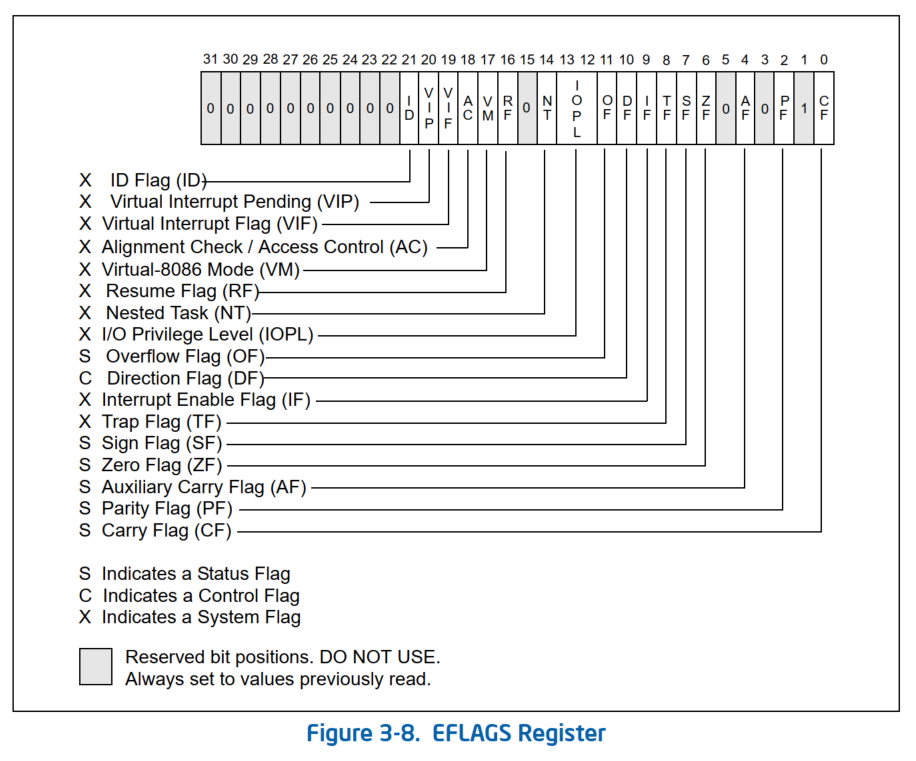 31 30 29 28 27 26 25 24 23 22 21 20 19 18 17 16 15 14 13 12 11 10 9 8 7 6 5 4 3 2 1 0
0 0 0 0 0 0 0 0 0 0 ID VIP VIF AC VM RF 0 NT IOPL OF DF IF TF SF ZF 0 AF 0 PF 1 CF
X ID Flag (ID)
X Virtual Interrupt Pending (VIP)
X Virtual Interrupt Flag (VIF)
X Alignment Check / Access Control (AC)
X Virtual-8086 Mode (VM)
X Resume Flag (RF)
X Nested Task (NT)
X I/O Privilege Level (IOPL)
S Overflow Flag (OF)
C Direction Flag (DF)
X Interrupt Enable Flag (IF)
X Trap Flag (TF)
S Sign Flag (SF)
S Zero Flag (ZF)
S Auxiliary Carry Flag (AF)
S Parity Flag (PF)
S Carry Flag (CF)
S Indicates a Status Flag
C Indicates a Control Flag
X Indicates a System Flag
Reserved bit positions. DO NOT USE.
Always set to values previously read.
Figure 3-8. EFLAGS Register